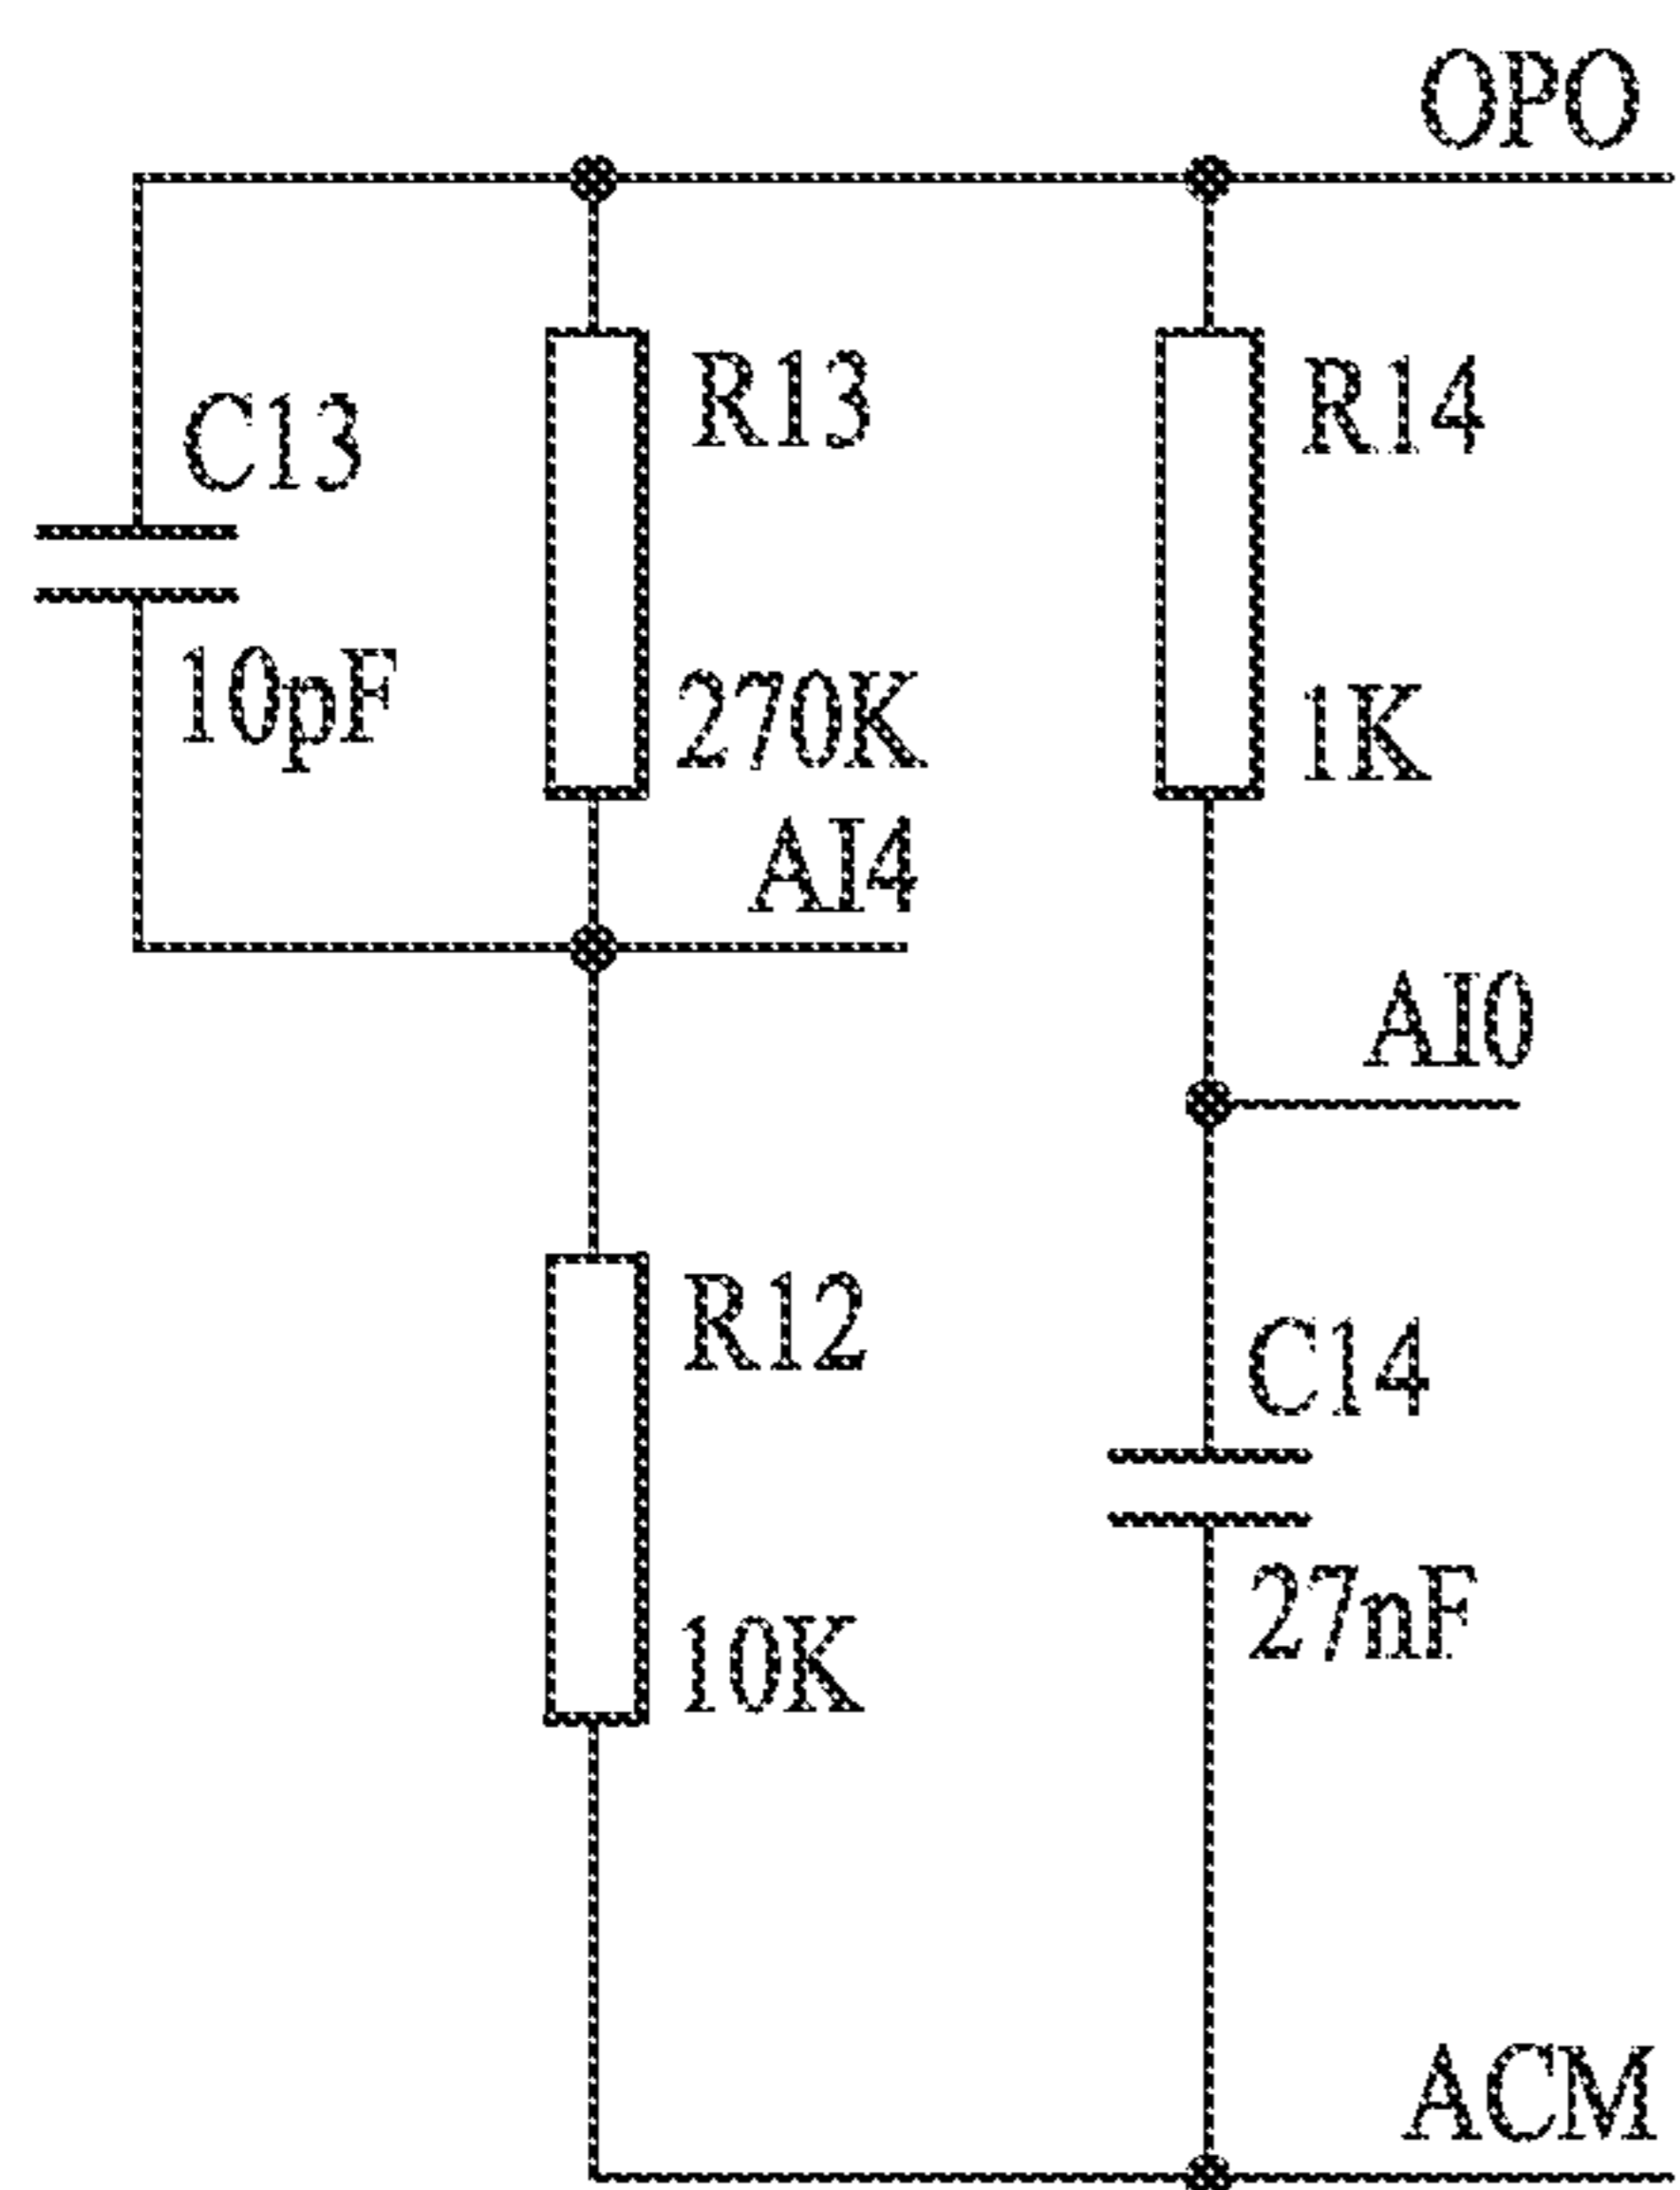 OPO
C13
10pF
R13
270K
R14
1K
AI4
AI0
R12
10K
C14
27nF
ACM